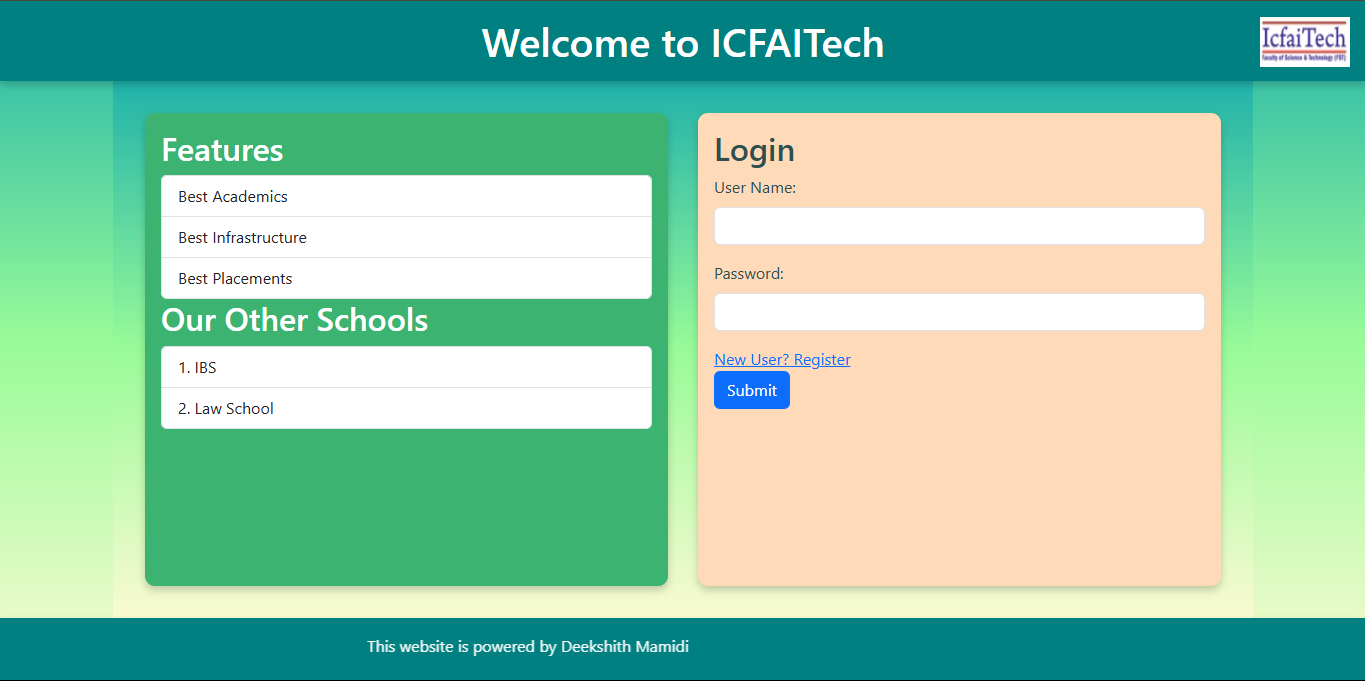 Welcome to ICFAITech
IcfaiTech
Faculty of Science & Technology (FST)
Features
Best Academics
Best Infrastructure
Best Placements
Our Other Schools
1. IBS
2. Law School
Login
User Name:
Password:
New User? Register
Submit
This website is powered by Deekshith Mamidi